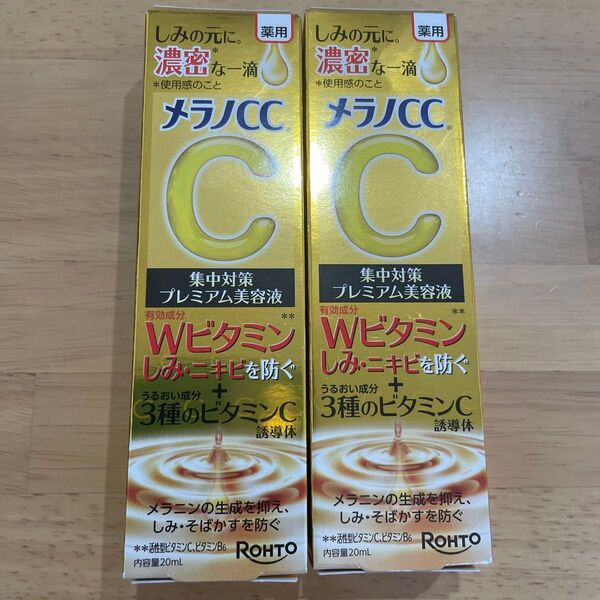 しみの元に。
薬用
濃密*な一滴
*使用感のこと
メラノCC®
C
集中対策
プレミアム美容液
有効成分
Wビタミン**
しみ・ニキビを防ぐ
+
うるおい成分
3種のビタミンC
誘導体
メラニンの生成を抑え、
しみ・そばかすを防ぐ
**活性型ビタミンC、ビタミンB6
内容量20mL
ROHTO
しみの元に。
薬用
濃密*な一滴
*使用感のこと
メラノCC®
C
集中対策
プレミアム美容液
有効成分
Wビタミン**
しみ・ニキビを防ぐ
+
うるおい成分
3種のビタミンC
誘導体
メラニンの生成を抑え、
しみ・そばかすを防ぐ
**活性型ビタミンC、ビタミンB6
内容量20mL
ROHTO